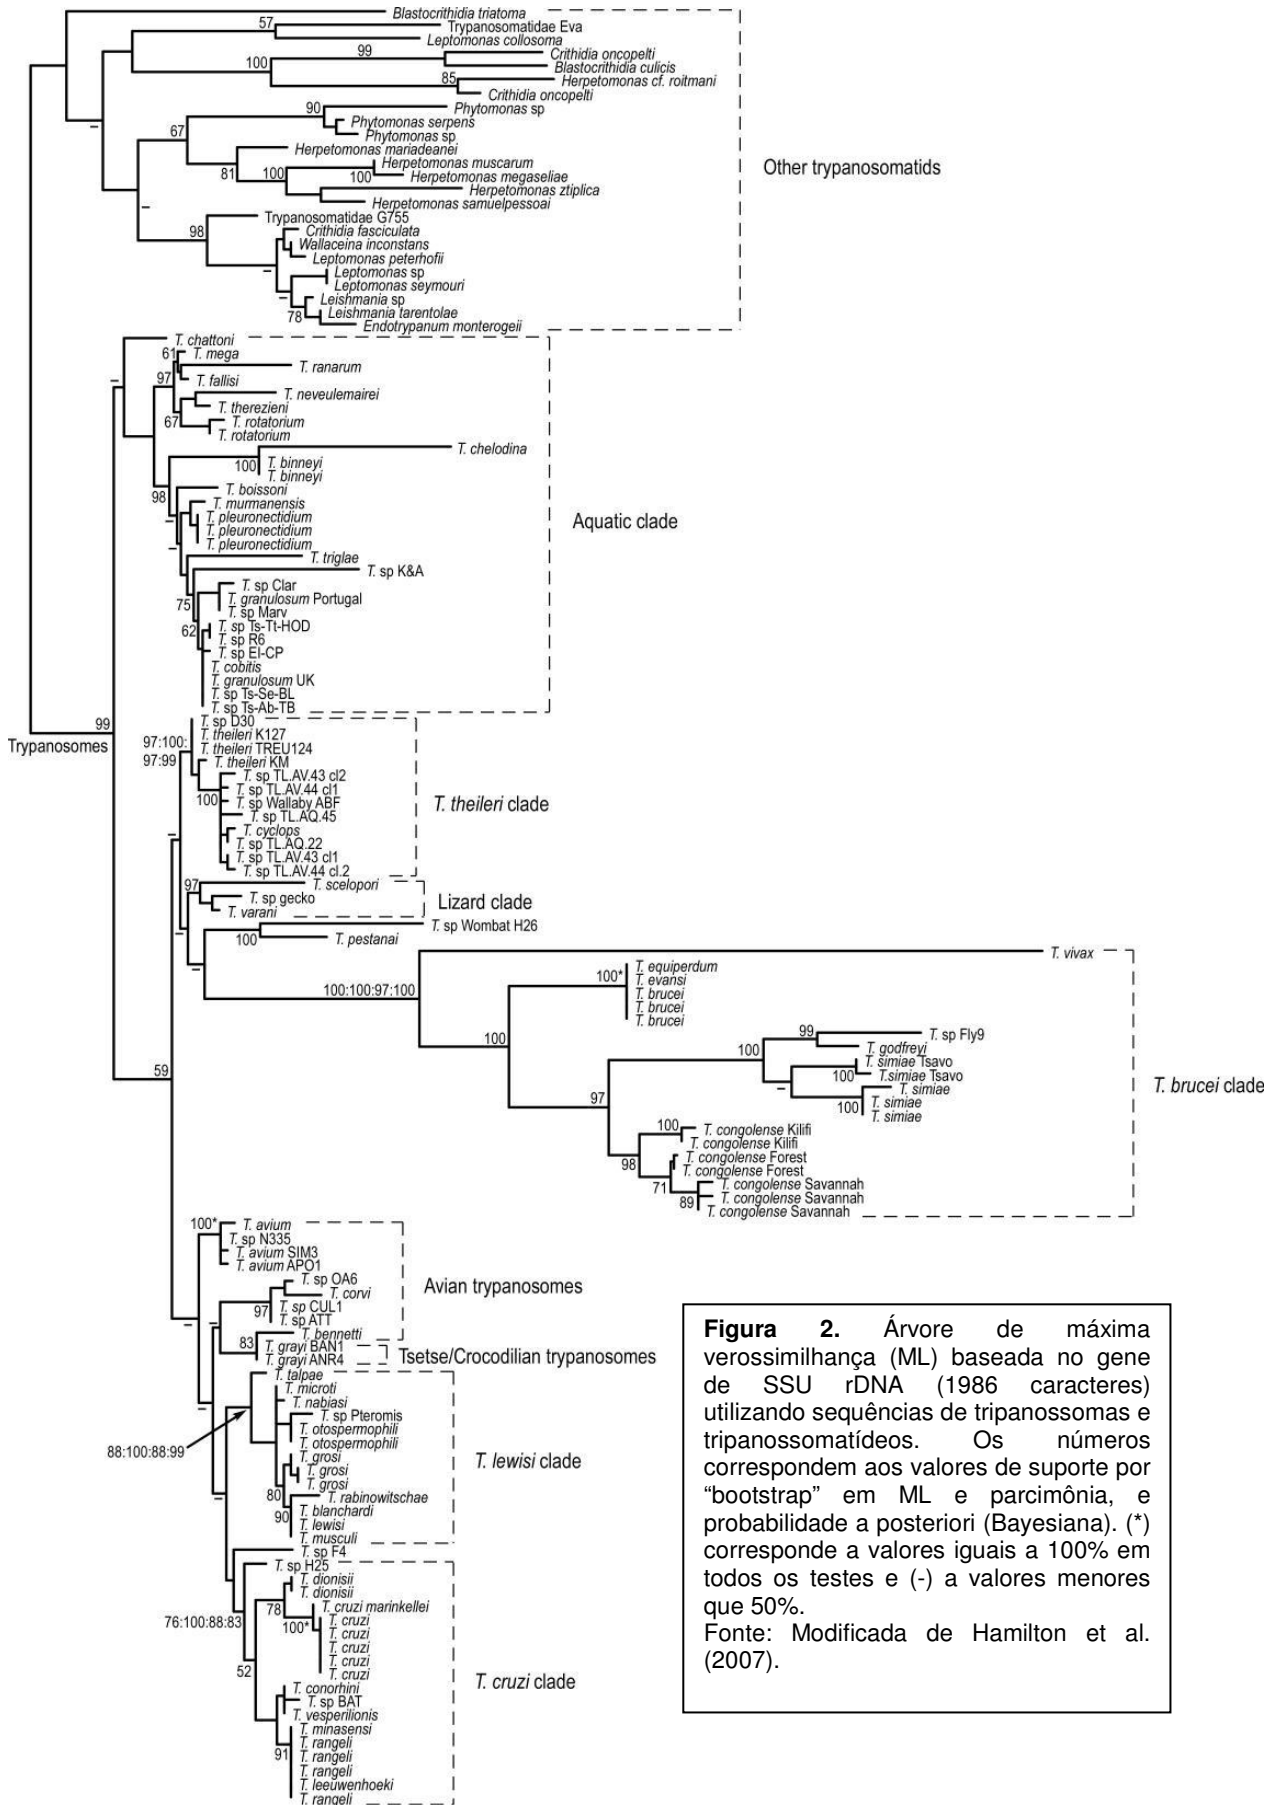 Blastocrithidia triatoma
57
Trypanosomatidae Eva
Leptomonas collosoma
99
Crithidia oncopelti
100
Blastocrithidia culicis
85
Herpetomonas cf. roitmani
Crithidia oncopelti
90
Phytomonas sp
Phytomonas serpens
67
Phytomonas sp
Herpetomonas mariadeanei
Herpetomonas muscarum
81
100
100
Herpetomonas megaseliae
Herpetomonas ztiplica
Herpetomonas samuelpessoai
Other trypanosomatids
Trypanosomatidae G755
98
Crithidia fasciculata
Wallaceina inconstans
Leptomonas peterhofii
Leptomonas sp
Leptomonas seymouri
Leishmania sp
78
Leishmania tarentolae
Endotrypanum monterogeii
T. chattoni
61
T. mega
T. ranarum
97
T. fallisi
T. neveulemairei
T. therezieni
67
T. rotatorium
T. rotatorium
T. chelodina
100
T. binneyi
T. binneyi
98
T. boissoni
T. murmanensis
T. pleuronectidium
T. pleuronectidium
T. pleuronectidium
Aquatic clade
T. triglae
T. sp K&A
T. sp Clar
75
T. granulosum Portugal
T. sp Marv
62
T. sp Ts-Tt-HOD
T. sp R6
T. sp EI-CP
T. cobitis
T. granulosum UK
T. sp Ts-Se-BL
T. sp Ts-Ab-TB
99
Trypanosomes
T. sp D30
97:100:
97:99
T. theileri K127
T. theileri TREU124
T. theileri KM
T. sp TL.AV.43 cl2
T. sp TL.AV.44 cl1
100
T. sp Wallaby ABF
T. sp TL.AQ.45
T. cyclops
T. sp TL.AQ.22
T. sp TL.AV.43 cl1
T. sp TL.AV.44 cl.2
T. theileri clade
97
T. scelopori
T. sp gecko
T. varani
Lizard clade
T. sp Wombat H26
100
T. pestanai
T. vivax
100:100:97:100
100*
T. equiperdum
T. evansi
T. brucei
T. brucei
T. brucei
100
99
T. sp Fly9
100
T. godfreyi
T. simiae Tsavo
100
T.simiae Tsavo
T. simiae
100
T. simiae
T. simiae
T. brucei clade
59
97
100
T. congolense Kilifi
T. congolense Kilifi
98
T. congolense Forest
T. congolense Forest
71
T. congolense Savannah
89
T. congolense Savannah
T. congolense Savannah
100*
T. avium
T. sp N335
T. avium SIM3
T. avium APO1
T. sp OA6
T. corvi
97
T. sp CUL1
T. sp ATT
Avian trypanosomes
83
T. bennetti
T. grayi BAN1
T. grayi ANR4
Tsetse/Crocodilian trypanosomes
T. talpae
T. microti
T. nabiasi
T. sp Pteromis
T. otospermophili
T. otospermophili
88:100:88:99
T. grosi
T. grosi
T. grosi
80
T. rabinowitschae
90
T. blanchardi
T. lewisi
T. musculi
T. lewisi clade
T. sp F4
T. sp H25
T. dionisii
T. dionisii
78
T. cruzi marinkellei
76:100:88:83
100*
T. cruzi
T. cruzi
T. cruzi
T. cruzi
T. cruzi
52
T. conorhini
T. sp BAT
T. vesperilionis
T. minasensi
91
T. rangeli
T. rangeli
T. rangeli
T. leeuwenhoeki
T. rangeli
T. cruzi clade
Figura 2. Árvore de máxima
verossimilhança (ML) baseada no gene
de SSU rDNA (1986 caracteres)
utilizando sequências de tripanossomas e
tripanossomatídeos. Os números
correspondem aos valores de suporte por
“bootstrap” em ML e parcimônia, e
probabilidade a posteriori (Bayesiana). (*)
corresponde a valores iguais a 100% em
todos os testes e (-) a valores menores
que 50%.
Fonte: Modificada de Hamilton et al.
(2007).